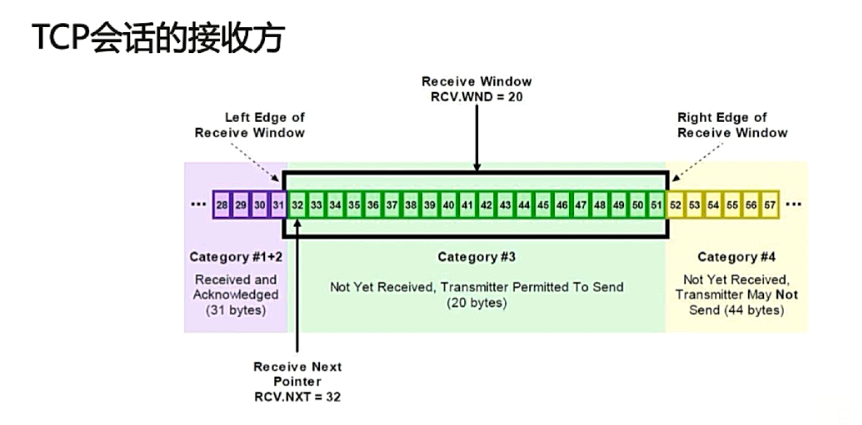 TCP会话的接收方
Receive Window
RCV.WND = 20
Left Edge of
Receive Window
Right Edge of
Receive Window
... 28 29 30 31 32 33 34 35 36 37 38 39 40 41 42 43 44 45 46 47 48 49 50 51 52 53 54 55 56 57 ...
Category #1+2
Received and
Acknowledged
(31 bytes)
Category #3
Not Yet Received, Transmitter Permitted To Send
(20 bytes)
Category #4
Not Yet Received,
Transmitter May Not
Send (44 bytes)
Receive Next
Pointer
RCV.NXT = 32